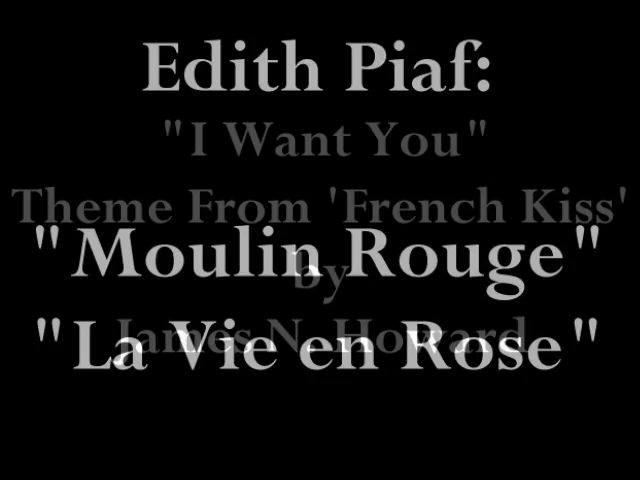 Edith Piaf:
"I Want You"
Theme From 'French Kiss'
"Moulin Rouge"
by
James N. Howard
"La Vie en Rose"